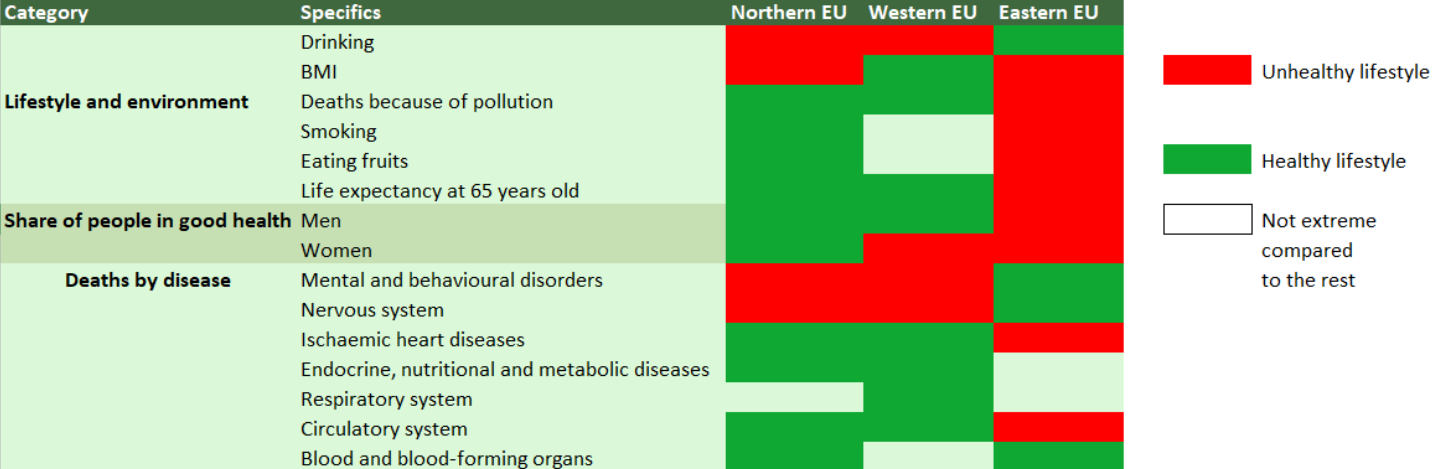 Category Specifics Northern EU Western EU Eastern EU
Drinking
BMI
Unhealthy lifestyle
Lifestyle and environment Deaths because of pollution
Smoking
Eating fruits
Healthy lifestyle
Life expectancy at 65 years old
Share of people in good health Men
Not extreme
Women
compared
Deaths by disease Mental and behavioural disorders
to the rest
Nervous system
Ischaemic heart diseases
Endocrine, nutritional and metabolic diseases
Respiratory system
Circulatory system
Blood and blood-forming organs